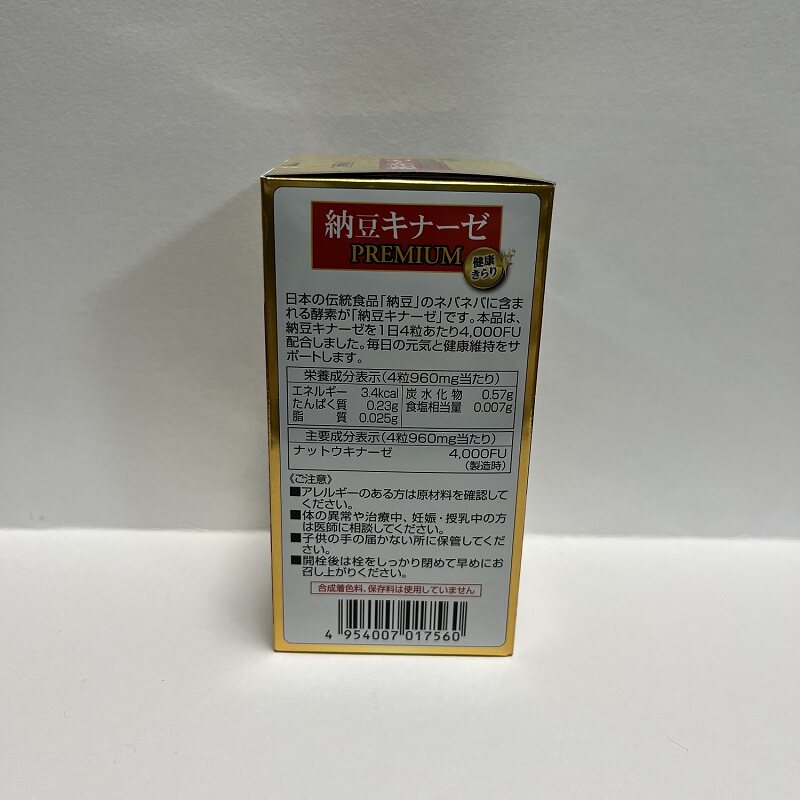 納豆キナーゼ
PREMIUM
健康
きらり
日本の伝統食品「納豆」のネバネバに含ま
れる酵素が「納豆キナーゼ」です。本品は、
納豆キナーゼを1日4粒あたり4,000FU
配合しました。毎日の元気と健康維持をサ
ポートします。
栄養成分表示(4粒960mg当たり)
エネルギー 3.4kcal 炭水化物 0.57g
たんぱく質 0.23g 食塩相当量 0.007g
脂質 0.025g
主要成分表示(4粒960mg当たり)
ナットウキナーゼ 4,000FU
(製造時)
《ご注意》
■アレルギーのある方は原材料を確認して
ください。
■体の異常や治療中、妊娠・授乳中の方
は医師に相談してください。
■子供の手の届かない所に保管してくだ
さい。
■開栓後は栓をしっかり閉めて早めにお
召し上がりください。
合成着色料、保存料は使用していません
4 954007 017560